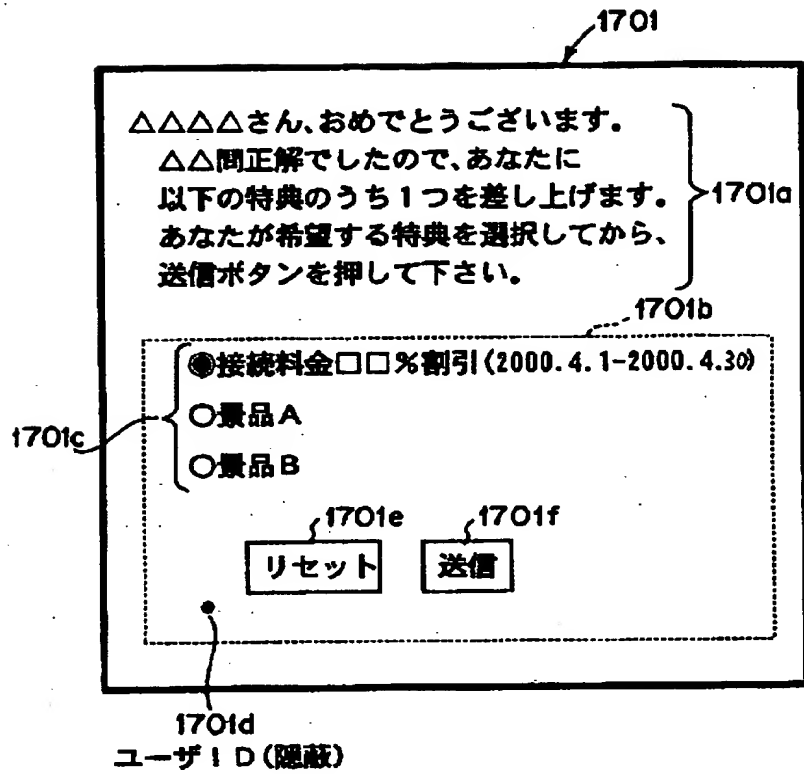 1701
△△△△さん、おめでとうございます。
△△問正解でしたので、あなたに
以下の特典のうち1つを差し上げます。
あなたが希望する特典を選択してから、
送信ボタンを押して下さい。
1701a
1701b
◉接続料金□□%割引(2000.4.1-2000.4.30)
○景品A
○景品B
1701c
1701e
1701f
リセット
送信
1701d
ユーザID(隠蔽)